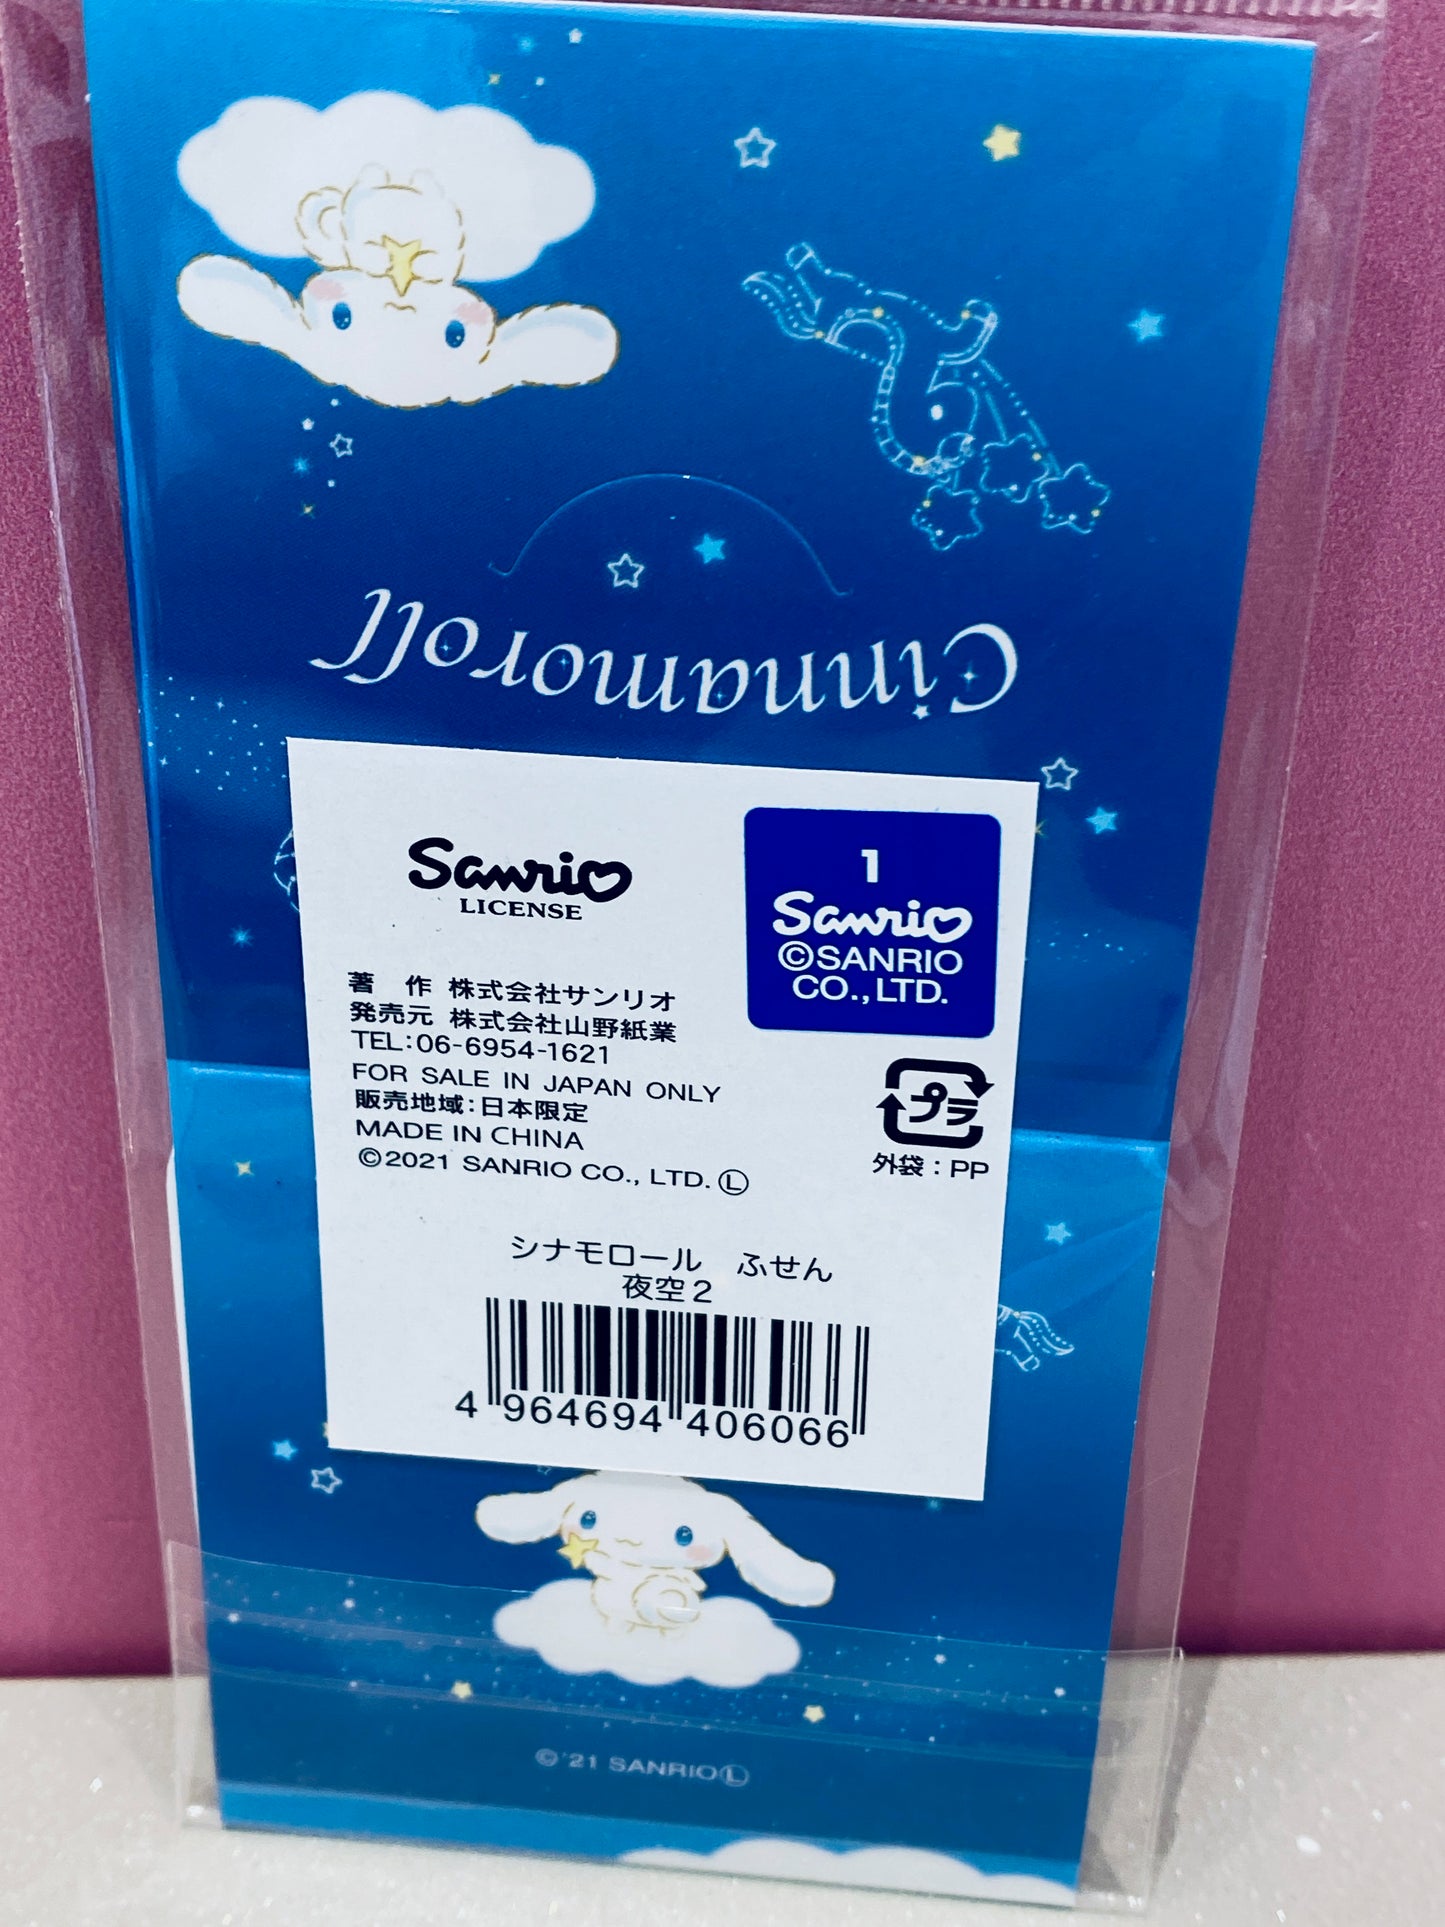 Cinnamoroll
Sanrio
LICENSE
1
Sanrio
©SANRIO
CO.,LTD.
著　作 株式会社サンリオ
発売元 株式会社山野紙業
TEL:06-6954-1621
FOR SALE IN JAPAN ONLY
販売地域:日本限定
MADE IN CHINA
©2021 SANRIO CO., LTD. Ⓛ
プラ
外袋：PP
シナモロール　ふせん
夜空2
4 964694 406066
© '21 SANRIO Ⓛ